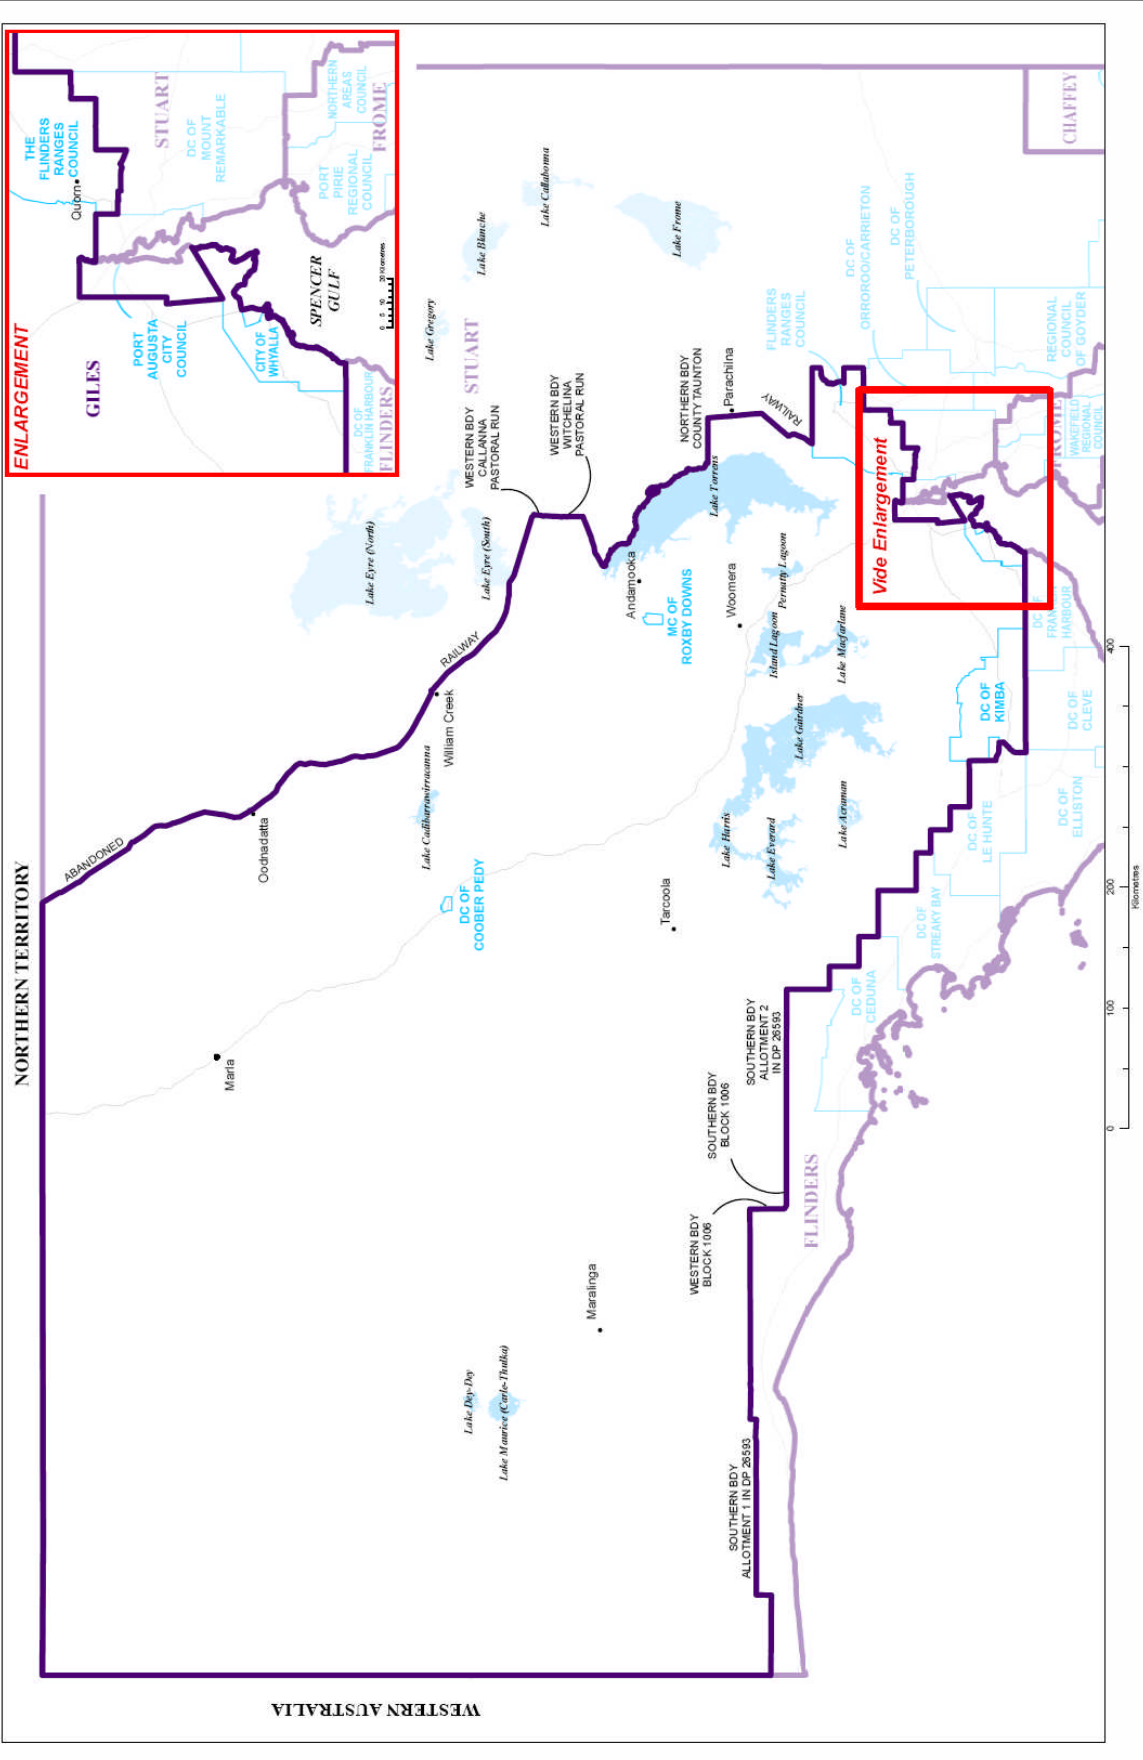 ENLARGEMENT
THE
FLINDERS
RANGES
COUNCIL
Quorn
STUART
DC OF
MOUNT
REMARKABLE
NORTHERN
AREAS
COUNCIL
FROME
PORT
PIRIE
REGIONAL
COUNCIL
SPENCER
GULF
0 5 10 20 Kilometres
PORT
AUGUSTA
CITY
COUNCIL
CITY OF
WHYALLA
GILES
DC OF
FRANKLIN HARBOUR
FLINDERS
NORTHERN TERRITORY
WESTERN AUSTRALIA
ABANDONED
RAILWAY
Oodnadatta
William Creek
Marla
DC OF
COOBER PEDY
Lake Cadibarrawirracanna
Lake Eyre (North)
Lake Eyre (South)
Lake Gregory
Lake Blanche
Lake Callabonna
Lake Frome
STUART
CHAFFEY
WESTERN BDY
CALLANNA
PASTORAL RUN
WESTERN BDY
WITCHELINA
PASTORAL RUN
NORTHERN BDY
COUNTY TAUNTON
Parachilna
RAILWAY
FLINDERS
RANGES
COUNCIL
DC OF
ORROROO/CARRIETON
DC OF
PETERBOROUGH
REGIONAL
COUNCIL
OF GOYDER
FROME
WAKEFIELD
REGIONAL
COUNCIL
Vide Enlargement
Lake Torrens
Andamooka
MC OF
ROXBY DOWNS
Woomera
Pernatty Lagoon
Island Lagoon
Lake Macfarlane
Lake Gairdner
Lake Harris
Lake Everard
Lake Acraman
Tarcoola
DC OF
FRANKLIN
HARBOUR
DC OF
KIMBA
DC OF
CLEVE
DC OF
LE HUNTE
DC OF
ELLISTON
DC OF
STREAKY BAY
DC OF
CEDUNA
SOUTHERN BDY
ALLOTMENT 2
IN DP 26593
SOUTHERN BDY
BLOCK 1006
WESTERN BDY
BLOCK 1006
FLINDERS
Maralinga
Lake Dey-Dey
Lake Maurice (Carle-Thulka)
SOUTHERN BDY
ALLOTMENT 1 IN DP 26593
0 100 200 400
Kilometres